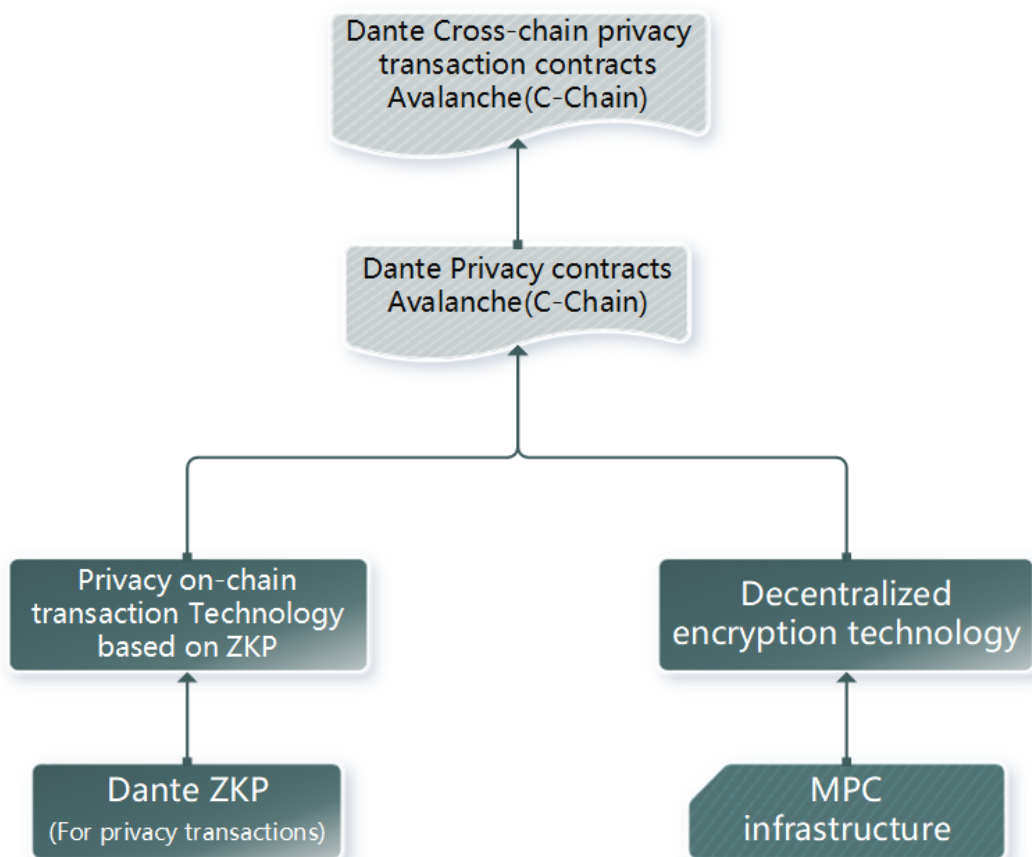 Dante Cross-chain privacy
transaction contracts
Avalanche(C-Chain)
Dante Privacy contracts
Avalanche(C-Chain)
Privacy on-chain
transaction Technology
based on ZKP
Decentralized
encryption technology
Dante ZKP
(For privacy transactions)
MPC
infrastructure